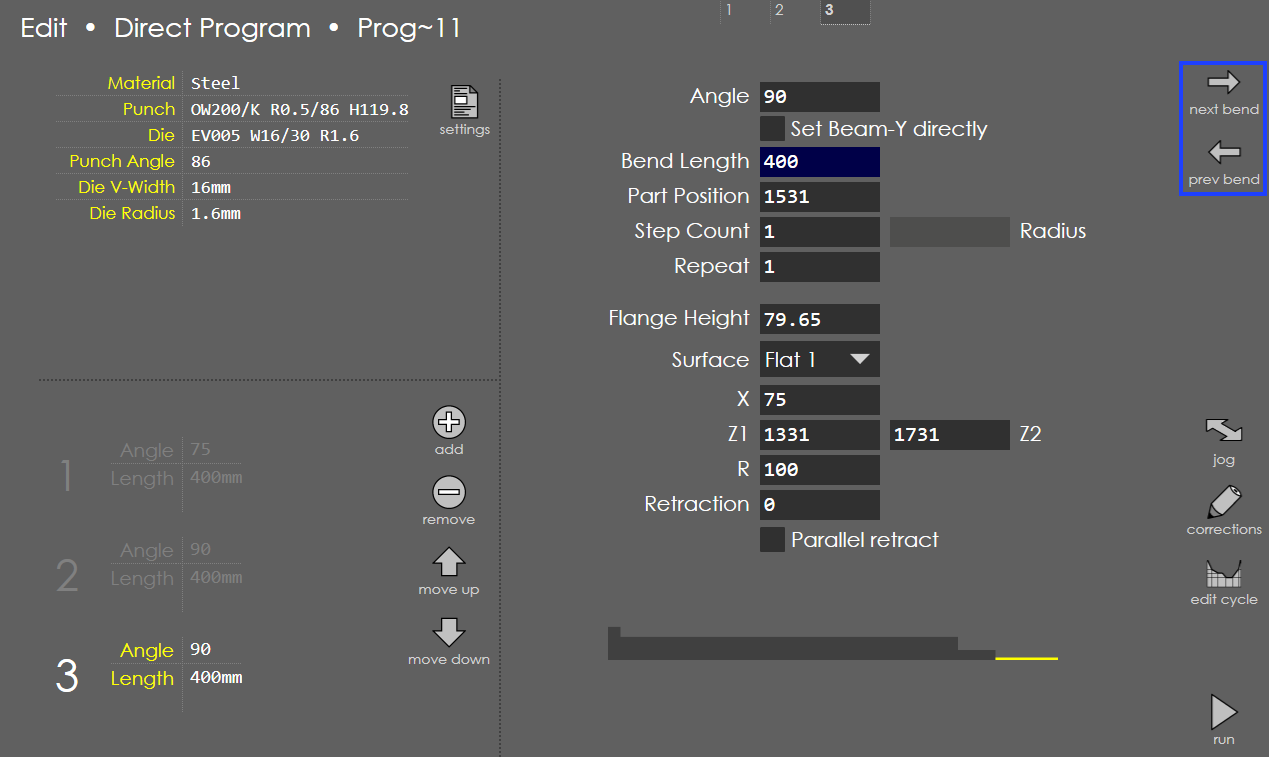 Edit • Direct Program • Prog~11
1 2 3
Material Steel
Punch OW200/K R0.5/86 H119.8
Die EV005 W16/30 R1.6
Punch Angle 86
Die V-Width 16mm
Die Radius 1.6mm
settings
Angle 90
Set Beam-Y directly
Bend Length 400
Part Position 1531
Step Count 1 Radius
Repeat 1
Flange Height 79.65
Surface Flat 1
X 75
Z1 1331 1731 Z2
R 100
Retraction 0
Parallel retract
next bend
prev bend
1 Angle 75
Length 400mm
2 Angle 90
Length 400mm
3 Angle 90
Length 400mm
add
remove
move up
move down
jog
corrections
edit cycle
run